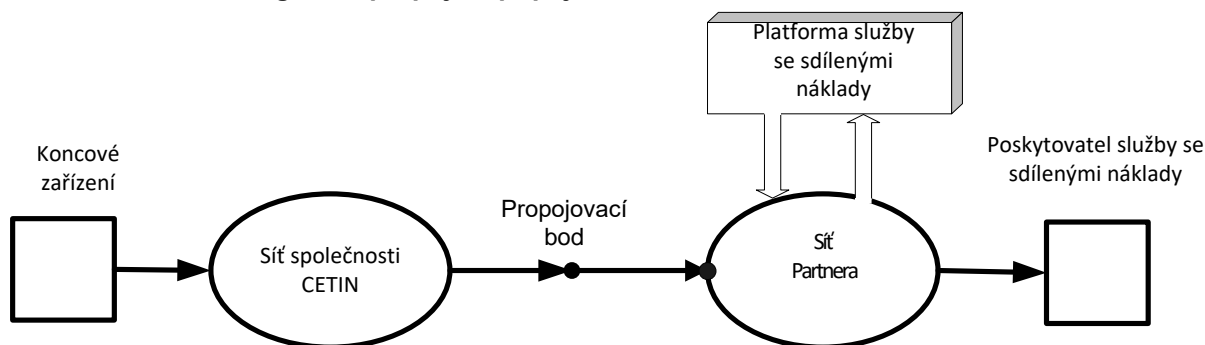 Platforma služby
se sdílenými
náklady
Koncové
zařízení
Poskytovatel služby se
sdílenými náklady
Propojovací
bod
Síť společnosti
CETIN
Síť
Partnera